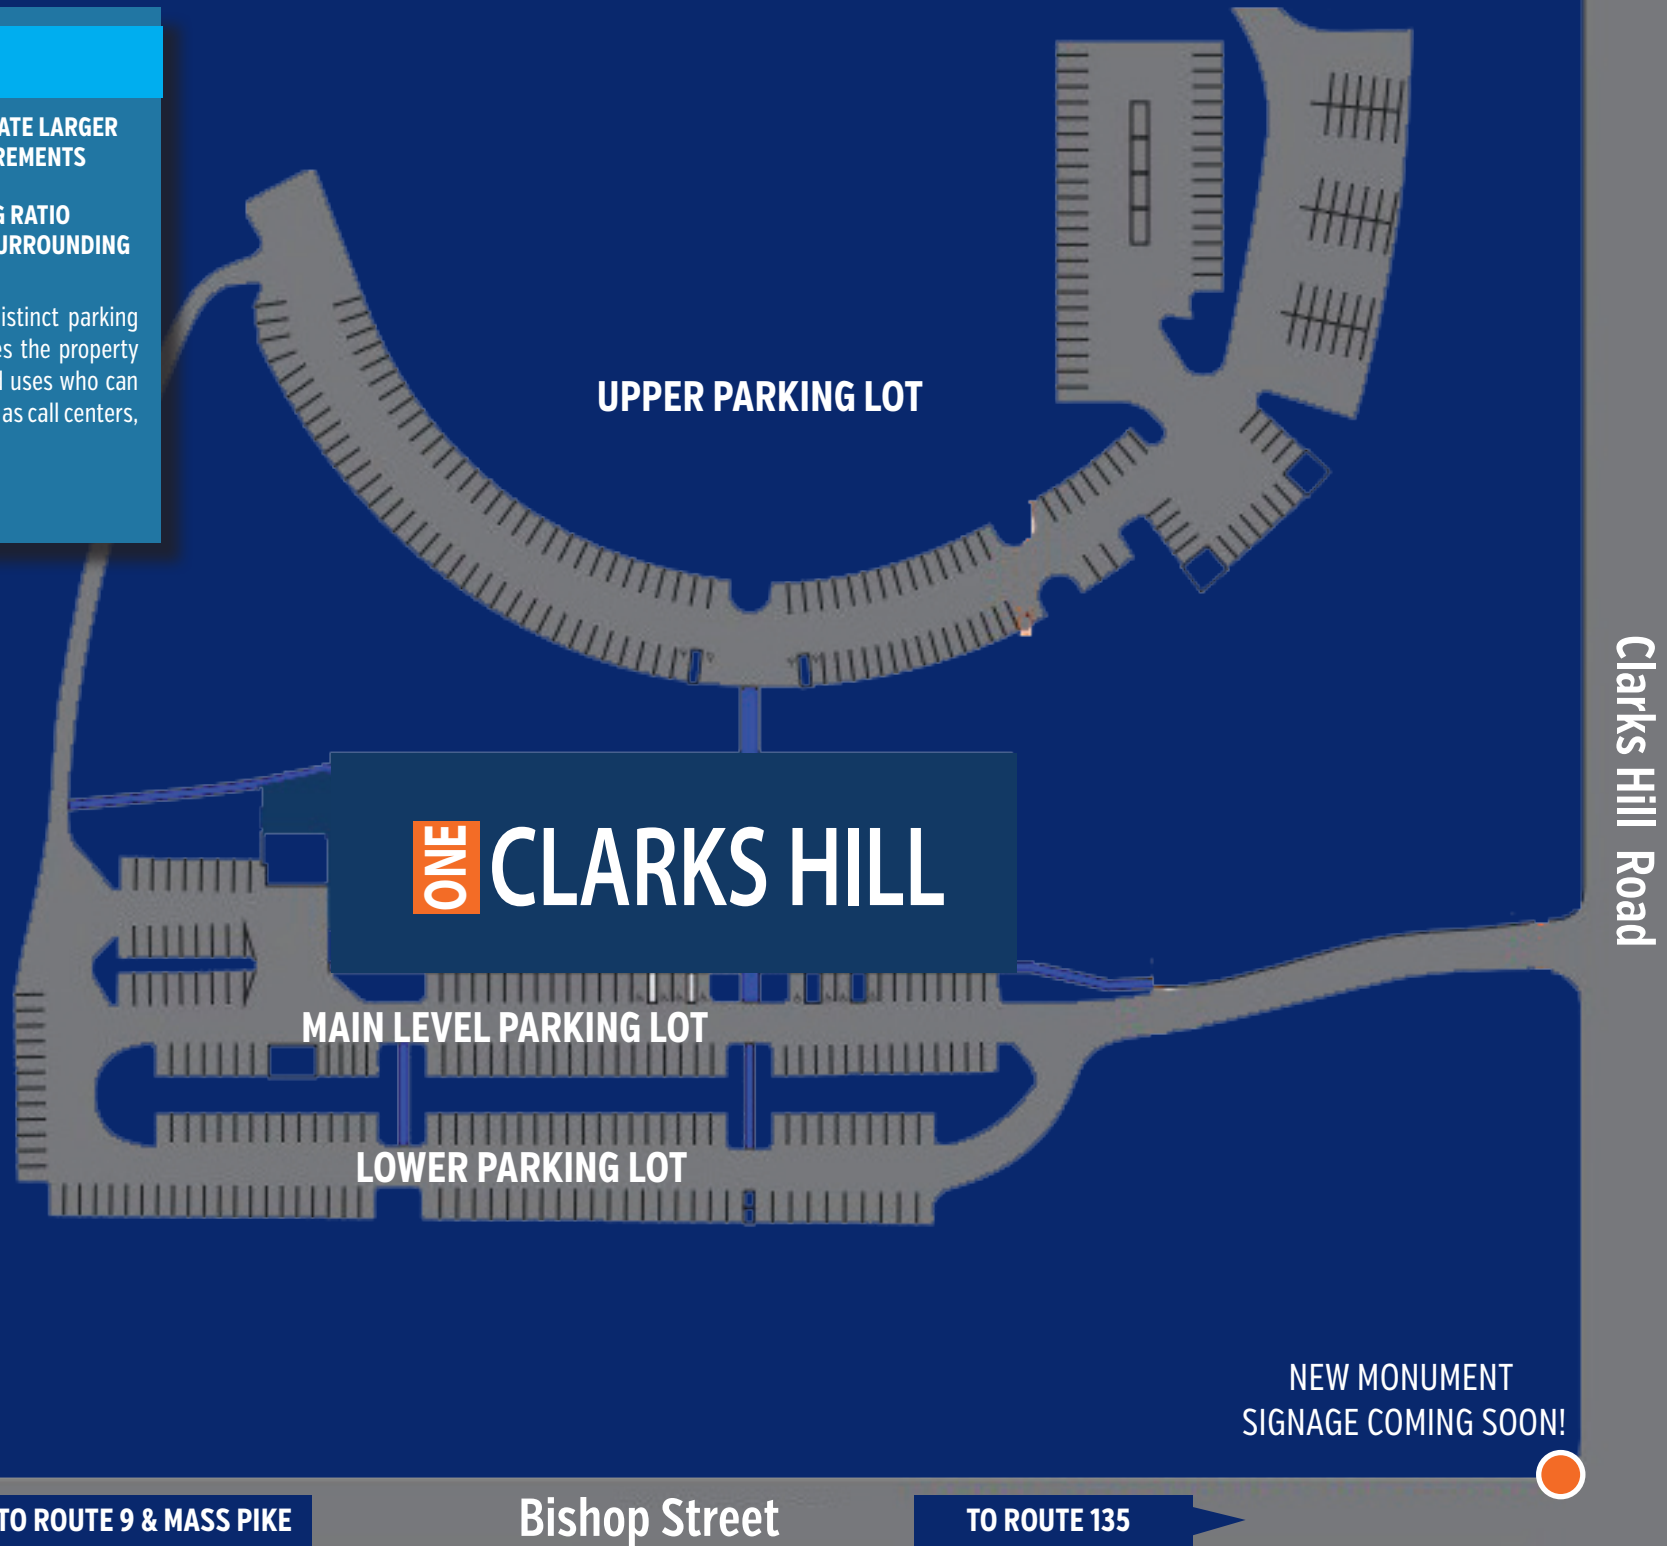 ATE LARGER
REMENTS
G RATIO
URROUNDING
istinct parking
es the property
l uses who can
as call centers,
UPPER PARKING LOT
Clarks Hill Road
ONE CLARKS HILL
MAIN LEVEL PARKING LOT
LOWER PARKING LOT
NEW MONUMENT
SIGNAGE COMING SOON!
TO ROUTE 9 & MASS PIKE
Bishop Street
TO ROUTE 135